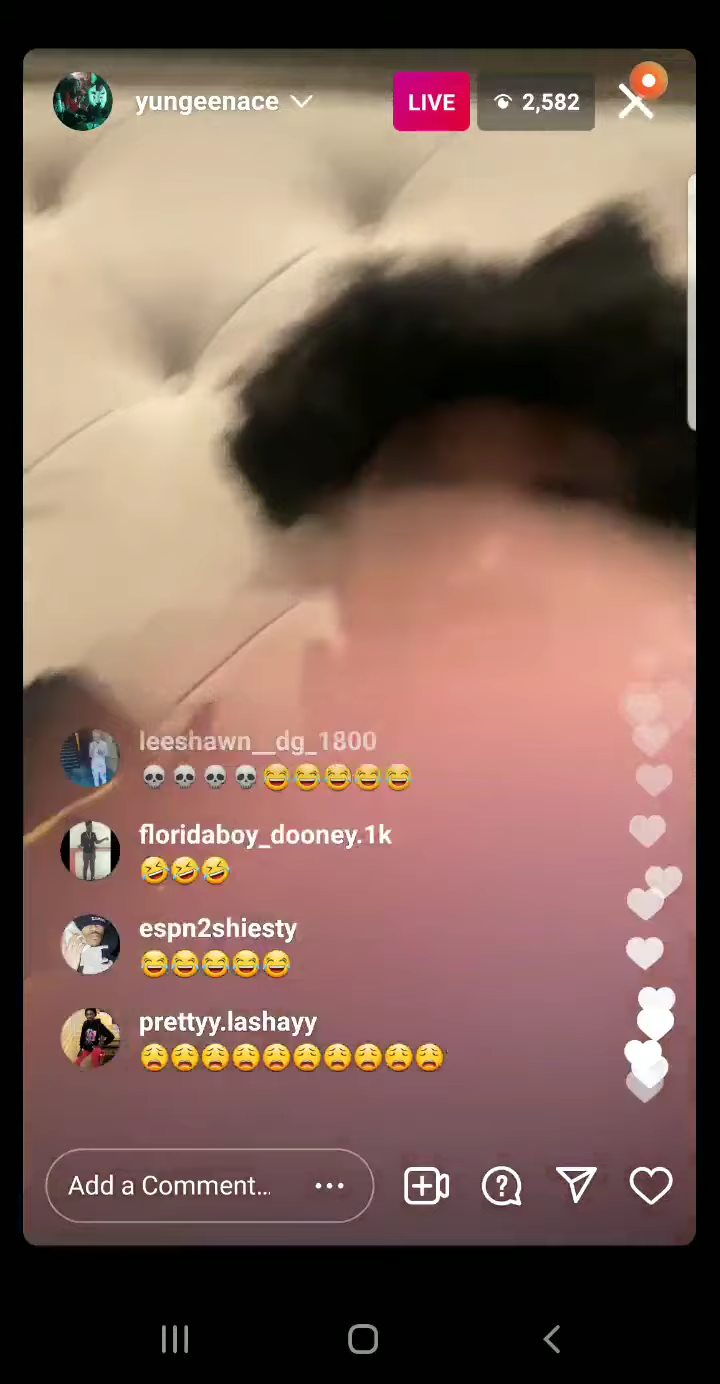 yungeenace
LIVE
2,582
leeshawn__dg_1800
💀💀💀💀😂😂😂😂😂
floridaboy_dooney.1k
🤣🤣🤣
espn2shiesty
😂😂😂😂😂
prettyy.lashayy
😩😩😩😩😩😩😩😩😩😩
Add a Comment...